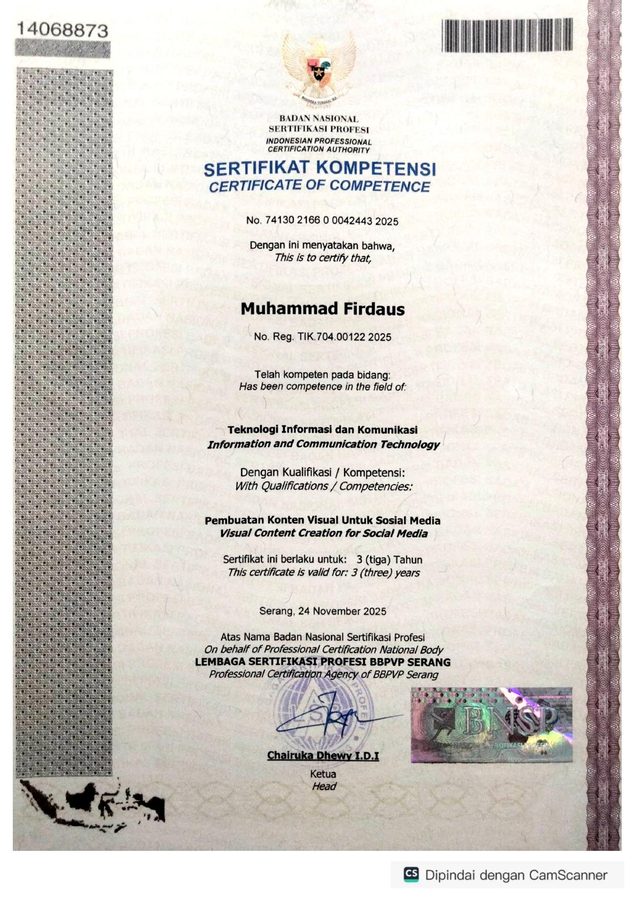 14068873
BADAN NASIONAL
SERTIFIKASI PROFESI
INDONESIAN PROFESSIONAL
CERTIFICATION AUTHORITY
SERTIFIKAT KOMPETENSI
CERTIFICATE OF COMPETENCE
No. 74130 2166 0 0042443 2025
Dengan ini menyatakan bahwa,
This is to certify that,
Muhammad Firdaus
No. Reg. TIK.704.00122 2025
Telah kompeten pada bidang:
Has been competence in the field of:
Teknologi Informasi dan Komunikasi
Information and Communication Technology
Dengan Kualifikasi / Kompetensi:
With Qualifications / Competencies:
Pembuatan Konten Visual Untuk Sosial Media
Visual Content Creation for Social Media
Sertifikat ini berlaku untuk: 3 (tiga) Tahun
This certificate is valid for: 3 (three) years
Serang, 24 November 2025
Atas Nama Badan Nasional Sertifikasi Profesi
On behalf of Professional Certification National Body
LEMBAGA SERTIFIKASI PROFESI BBPVP SERANG
Professional Certification Agency of BBPVP Serang
BNSP
Chairuka Dhewy I.D.I
Ketua
Head
CS Dipindai dengan CamScanner